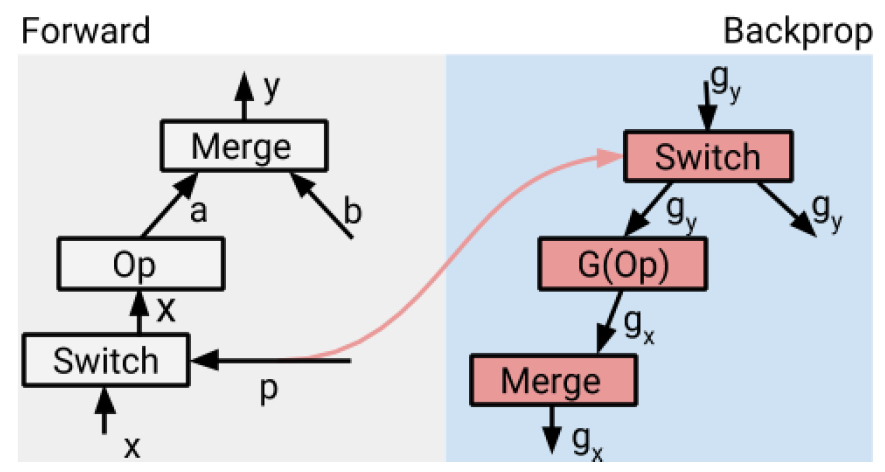 Forward
y
Merge
a
b
Op
x
Switch
p
x
Backprop
g_y
Switch
g_y
g_y
G(Op)
g_x
Merge
g_x